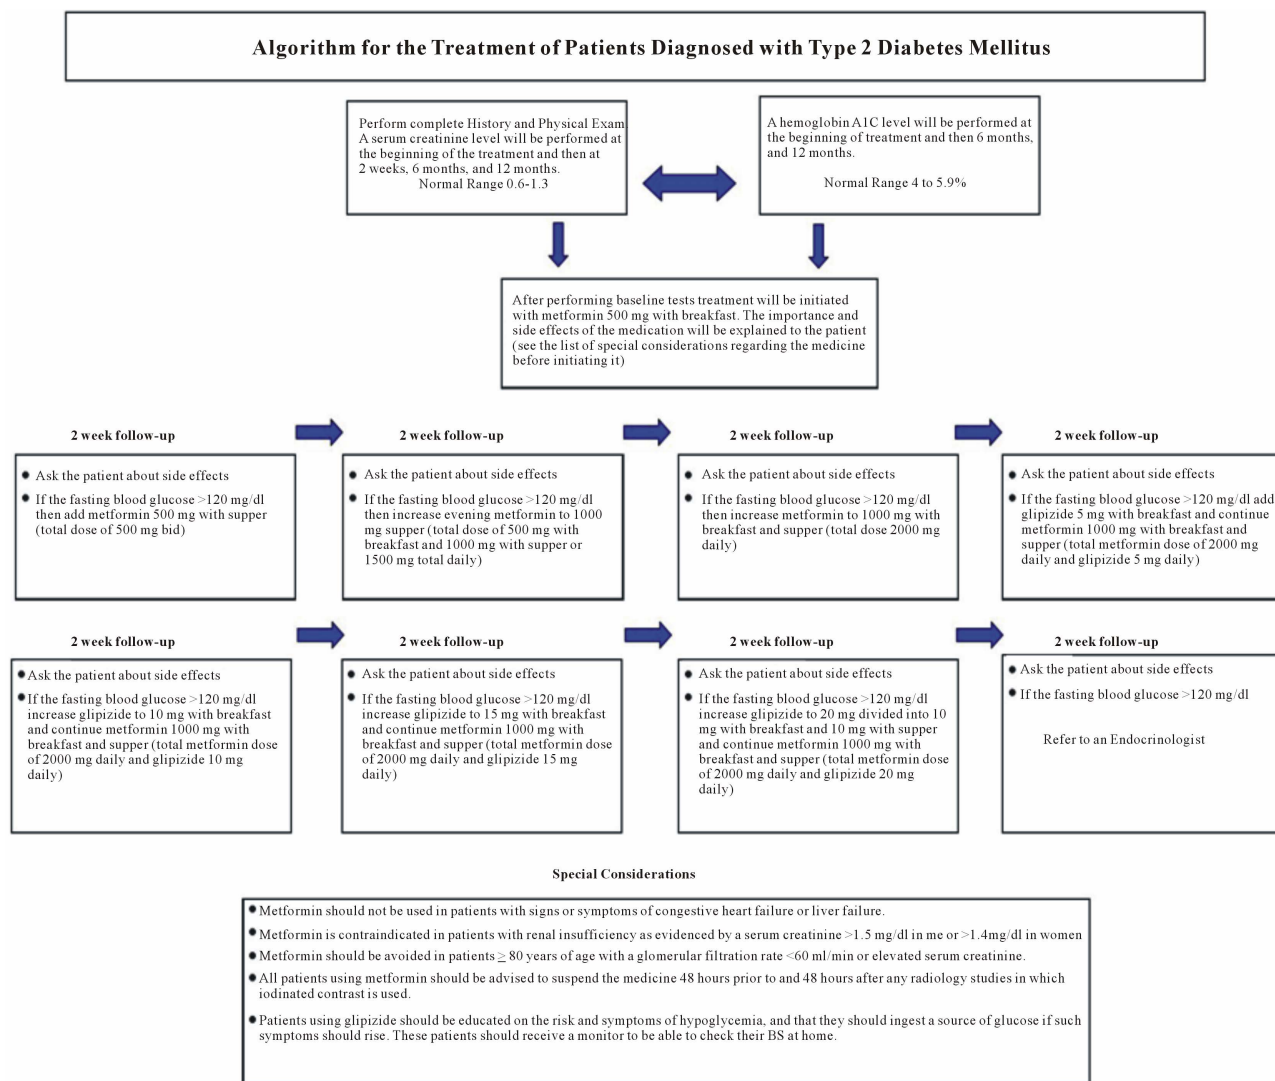 Algorithm for the Treatment of Patients Diagnosed with Type 2 Diabetes Mellitus
Perform complete History and Physical Exam
A serum creatinine level will be performed at
the beginning of the treatment and then at
2 weeks, 6 months, and 12 months.
Normal Range 0.6-1.3
A hemoglobin A1C level will be performed at
the beginning of treatment and then 6 months,
and 12 months.
Normal Range 4 to 5.9%
After performing baseline tests treatment will be initiated
with metformin 500 mg with breakfast. The importance and
side effects of the medication will be explained to the patient
(see the list of special considerations regarding the medicine
before initiating it)
2 week follow-up
● Ask the patient about side effects
● If the fasting blood glucose >120 mg/dl
then add metformin 500 mg with supper
(total dose of 500 mg bid)
2 week follow-up
● Ask the patient about side effects
● If the fasting blood glucose >120 mg/dl
then increase evening metformin to 1000
mg supper (total dose of 500 mg with
breakfast and 1000 mg with supper or
1500 mg total daily)
2 week follow-up
● Ask the patient about side effects
● If the fasting blood glucose >120 mg/dl
then increase metformin to 1000 mg with
breakfast and supper (total dose 2000 mg
daily)
2 week follow-up
● Ask the patient about side effects
● If the fasting blood glucose >120 mg/dl add
glipizide 5 mg with breakfast and continue
metformin 1000 mg with breakfast and
supper (total metformin dose of 2000 mg
daily and glipizide 5 mg daily)
2 week follow-up
● Ask the patient about side effects
● If the fasting blood glucose >120 mg/dl
increase glipizide to 10 mg with breakfast
and continue metformin 1000 mg with
breakfast and supper (total metformin dose
of 2000 mg daily and glipizide 10 mg
daily)
2 week follow-up
● Ask the patient about side effects
● If the fasting blood glucose >120 mg/dl
increase glipizide to 15 mg with breakfast
and continue metformin 1000 mg with
breakfast and supper (total metformin dose
of 2000 mg daily and glipizide 15 mg
daily)
2 week follow-up
● Ask the patient about side effects
● If the fasting blood glucose >120 mg/dl
increase glipizide to 20 mg divided into 10
mg with breakfast and 10 mg with supper
and continue metformin 1000 mg with
breakfast and supper (total metformin dose
of 2000 mg daily and glipizide 20 mg
daily)
2 week follow-up
● Ask the patient about side effects
● If the fasting blood glucose >120 mg/dl
Refer to an Endocrinologist
Special Considerations
● Metformin should not be used in patients with signs or symptoms of congestive heart failure or liver failure.
● Metformin is contraindicated in patients with renal insufficiency as evidenced by a serum creatinine >1.5 mg/dl in me or >1.4mg/dl in women
● Metformin should be avoided in patients ≥ 80 years of age with a glomerular filtration rate <60 ml/min or elevated serum creatinine.
● All patients using metformin should be advised to suspend the medicine 48 hours prior to and 48 hours after any radiology studies in which
iodinated contrast is used.
● Patients using glipizide should be educated on the risk and symptoms of hypoglycemia, and that they should ingest a source of glucose if such
symptoms should rise. These patients should receive a monitor to be able to check their BS at home.